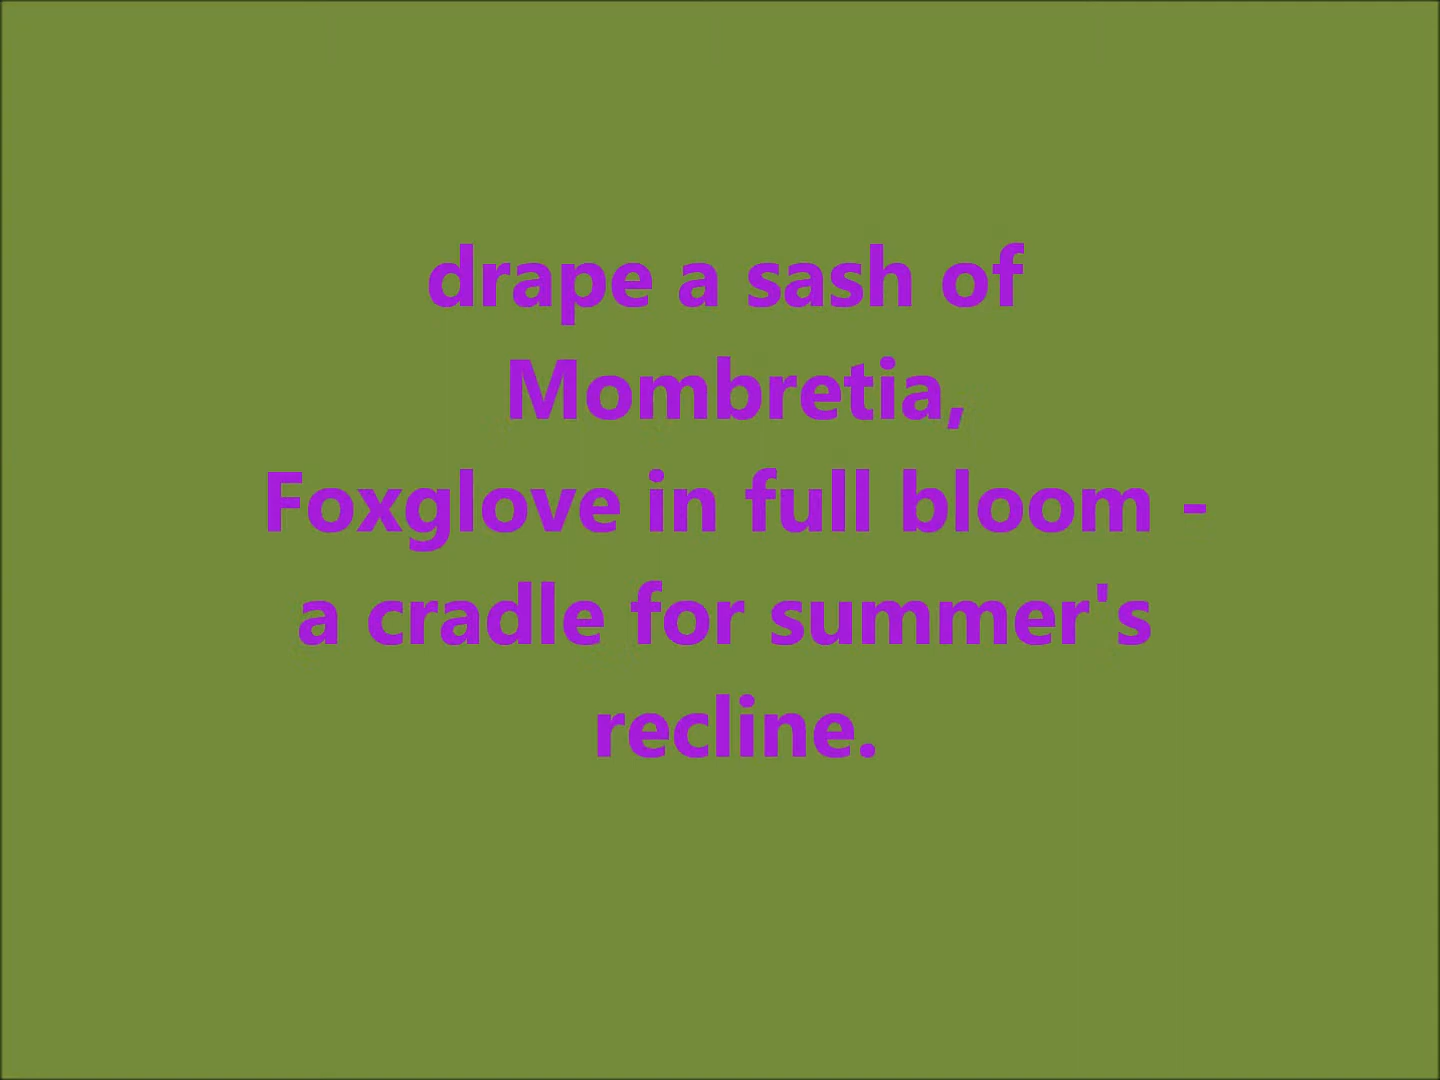 drape a sash of
Mombretia,
Foxglove in full bloom -
a cradle for summer's
recline.